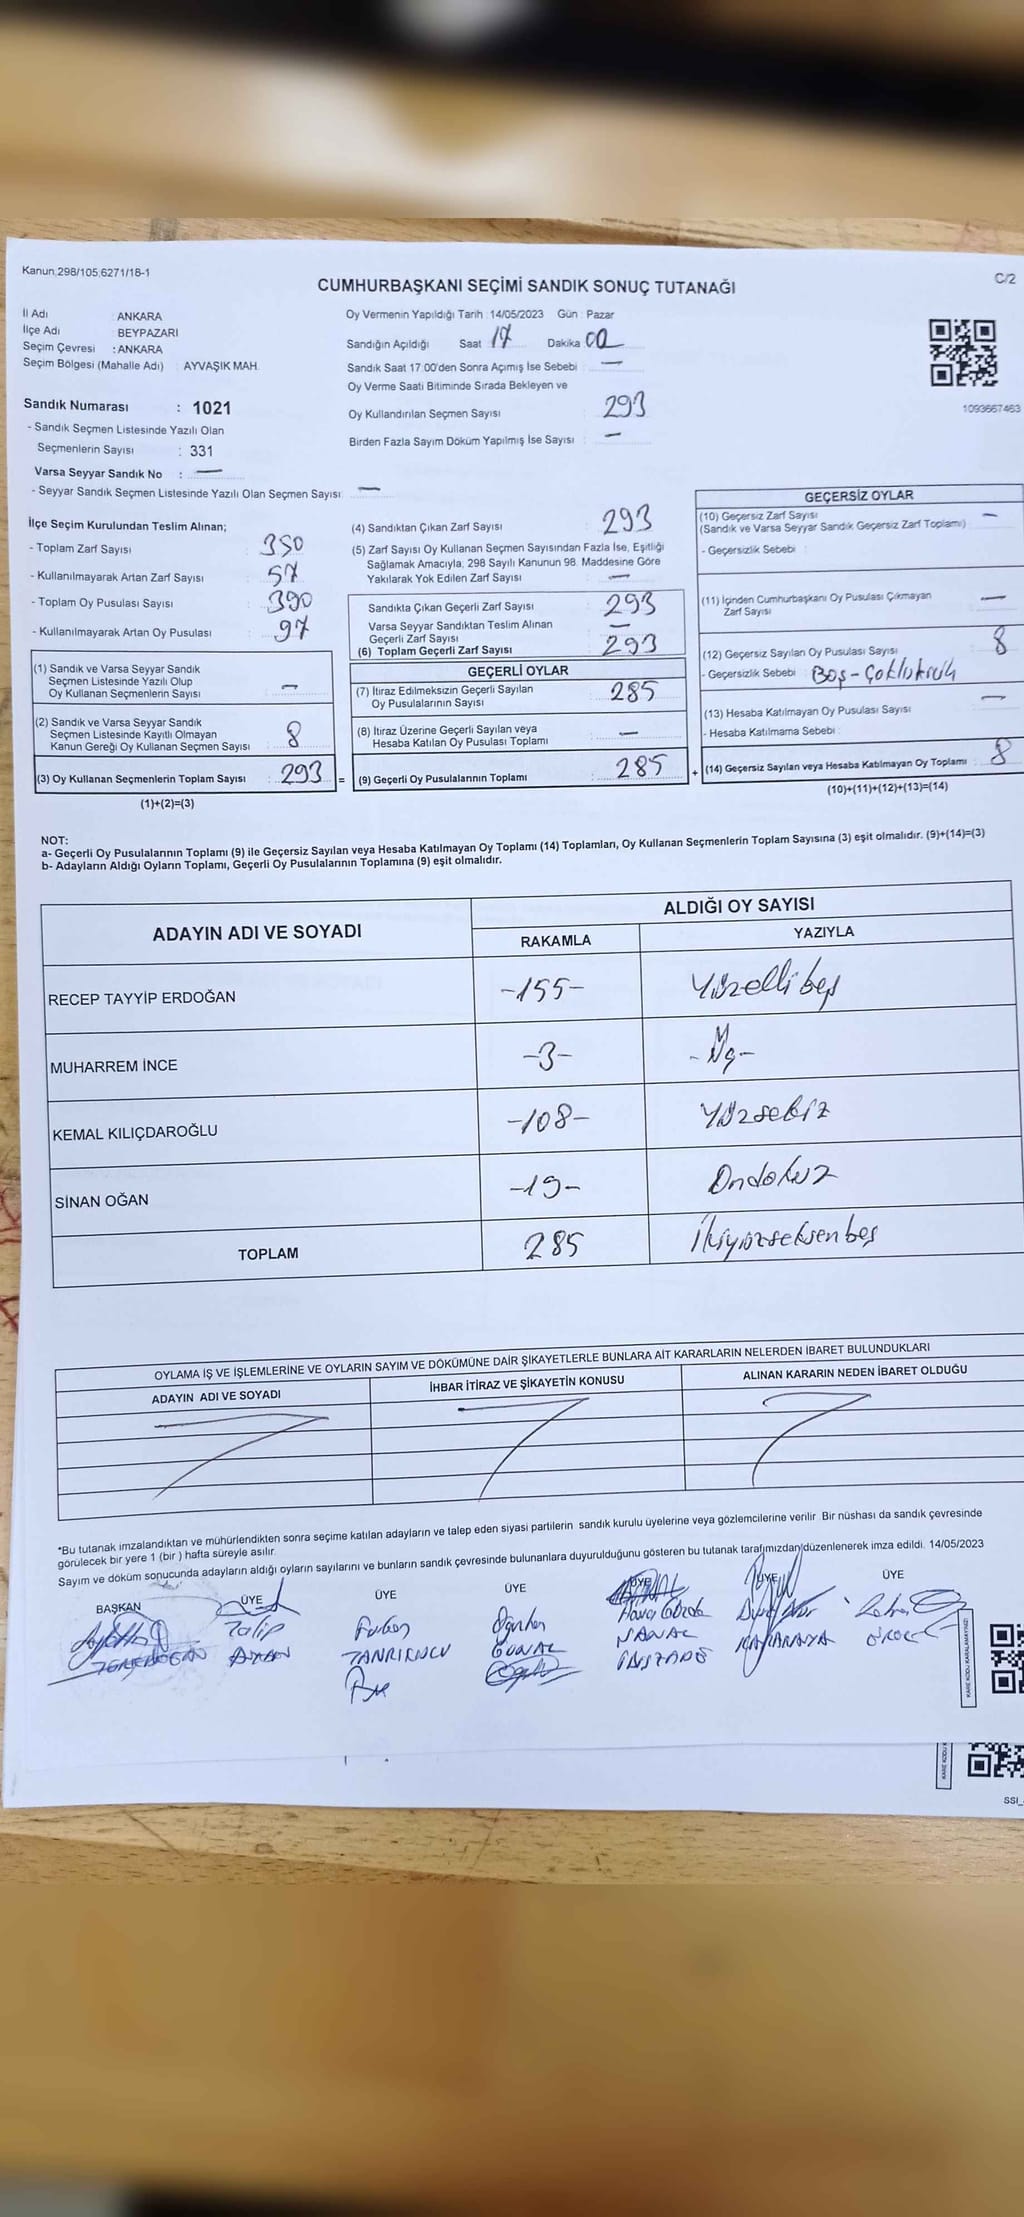 Kanun.298/105,6271/18-1
C/2
CUMHURBAŞKANI SEÇİMİ SANDIK SONUÇ TUTANAĞI
İl Adı : ANKARA
İlçe Adı : BEYPAZARI
Seçim Çevresi : ANKARA
Seçim Bölgesi (Mahalle Adı) : AYVAŞIK MAH.
Oy Vermenin Yapıldığı Tarih : 14/05/2023 Gün : Pazar
Sandığın Açıldığı Saat 17 Dakika 00
Sandık Saat 17.00'den Sonra Açımış İse Sebebi : —
Oy Verme Saati Bitiminde Sırada Bekleyen ve
Oy Kullandırılan Seçmen Sayısı : 293
Birden Fazla Sayım Döküm Yapılmış İse Sayısı : —
1093667463
Sandık Numarası : 1021
- Sandık Seçmen Listesinde Yazılı Olan
Seçmenlerin Sayısı : 331
Varsa Seyyar Sandık No : —
- Seyyar Sandık Seçmen Listesinde Yazılı Olan Seçmen Sayısı: —
İlçe Seçim Kurulundan Teslim Alınan;
- Toplam Zarf Sayısı : 350
- Kullanılmayarak Artan Zarf Sayısı : 57
- Toplam Oy Pusulası Sayısı : 390
- Kullanılmayarak Artan Oy Pusulası : 97
(1) Sandık ve Varsa Seyyar Sandık
Seçmen Listesinde Yazılı Olup
Oy Kullanan Seçmenlerin Sayısı : —
(2) Sandık ve Varsa Seyyar Sandık
Seçmen Listesinde Kayıtlı Olmayan
Kanun Gereği Oy Kullanan Seçmen Sayısı : 8
(3) Oy Kullanan Seçmenlerin Toplam Sayısı : 293 =
(1)+(2)=(3)
(4) Sandıktan Çıkan Zarf Sayısı : 293
(5) Zarf Sayısı Oy Kullanan Seçmen Sayısından Fazla İse, Eşitliği
Sağlamak Amacıyla, 298 Sayılı Kanunun 98. Maddesine Göre
Yakılarak Yok Edilen Zarf Sayısı : —
Sandıkta Çıkan Geçerli Zarf Sayısı : 293
Varsa Seyyar Sandıktan Teslim Alınan
Geçerli Zarf Sayısı : —
(6) Toplam Geçerli Zarf Sayısı : 293
GEÇERLİ OYLAR
(7) İtiraz Edilmeksizin Geçerli Sayılan
Oy Pusulalarının Sayısı : 285
(8) İtiraz Üzerine Geçerli Sayılan veya
Hesaba Katılan Oy Pusulası Toplamı : —
(9) Geçerli Oy Pusulalarının Toplamı : 285 +
GEÇERSİZ OYLAR
(10) Geçersiz Zarf Sayısı
(Sandık ve Varsa Seyyar Sandık Geçersiz Zarf Toplamı) : —
- Geçersizlik Sebebi :
(11) İçinden Cumhurbaşkanı Oy Pusulası Çıkmayan
Zarf Sayısı : —
(12) Geçersiz Sayılan Oy Pusulası Sayısı : 8
- Geçersizlik Sebebi : Boş-
(13) Hesaba Katılmayan Oy Pusulası Sayısı : —
- Hesaba Katılmama Sebebi :
(14) Geçersiz Sayılan veya Hesaba Katılmayan Oy Toplamı : 8
(10)+(11)+(12)+(13)=(14)
NOT:
a- Geçerli Oy Pusulalarının Toplamı (9) ile Geçersiz Sayılan veya Hesaba Katılmayan Oy Toplamı (14) Toplamları, Oy Kullanan Seçmenlerin Toplam Sayısına (3) eşit olmalıdır. (9)+(14)=(3)
b- Adayların Aldığı Oyların Toplamı, Geçerli Oy Pusulalarının Toplamına (9) eşit olmalıdır.
ADAYIN ADI VE SOYADI
ALDIĞI OY SAYISI
RAKAMLA YAZIYLA
RECEP TAYYİP ERDOĞAN -155- Yüzelli beş
MUHARREM İNCE -3- - Üç -
KEMAL KILIÇDAROĞLU -108- Yüzsekiz
SİNAN OĞAN -19- Ondokuz
TOPLAM 285 İkiyüzseksen beş
OYLAMA İŞ VE İŞLEMLERİNE VE OYLARIN SAYIM VE DÖKÜMÜNE DAİR ŞİKAYETLERLE BUNLARA AİT KARARLARIN NELERDEN İBARET BULUNDUKLARI
ADAYIN ADI VE SOYADI İHBAR İTİRAZ VE ŞİKAYETİN KONUSU ALINAN KARARIN NEDEN İBARET OLDUĞU
*Bu tutanak imzalandıktan ve mühürlendikten sonra seçime katılan adayların ve talep eden siyasi partilerin sandık kurulu üyelerine veya gözlemcilerine verilir. Bir nüshası da sandık çevresinde
görülecek bir yere 1 (bir) hafta süreyle asılır.
Sayım ve döküm sonucunda adayların aldığı oyların sayılarını ve bunların sandık çevresinde bulunanlara duyurulduğunu gösteren bu tutanak tarafımızdan düzenlenerek imza edildi. 14/05/2023
BAŞKAN ÜYE ÜYE ÜYE ÜYE ÜYE ÜYE
Talip Furkan Ogulcan
TANRIKULU GÜNAL KARAKAYA
KARE KODU KARALAMAYINIZ!
KARE KODU K
SSI_